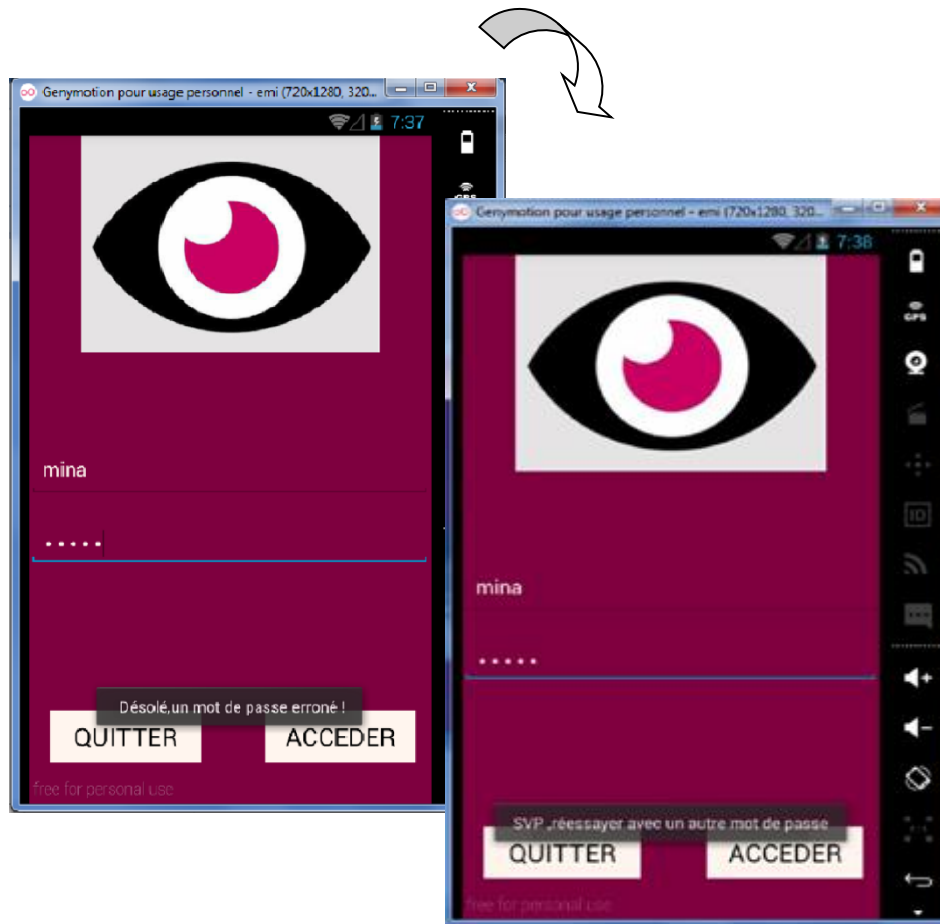 Genymotion pour usage personnel - emi (720x1280, 320...
7:37
mina
•••••
Désolé,un mot de passe erroné !
QUITTER
ACCEDER
free for personal use
Genymotion pour usage personnel - emi (720x1280, 320...
7:38
GPS
ID
mina
•••••
SVP ,réessayer avec un autre mot de passe
QUITTER
ACCEDER
free for personal use